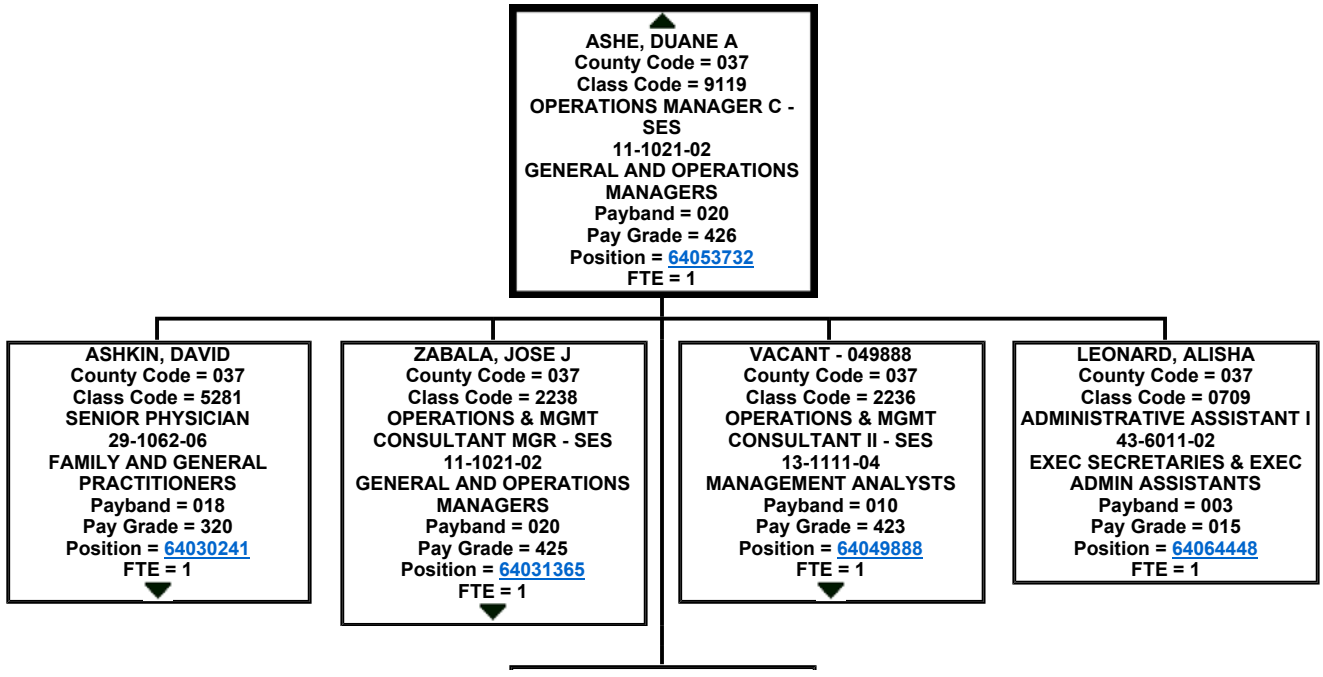 ASHE, DUANE A
County Code = 037
Class Code = 9119
OPERATIONS MANAGER C -
SES
11-1021-02
GENERAL AND OPERATIONS
MANAGERS
Payband = 020
Pay Grade = 426
Position = 64053732
FTE = 1
ASHKIN, DAVID
County Code = 037
Class Code = 5281
SENIOR PHYSICIAN
29-1062-06
FAMILY AND GENERAL
PRACTITIONERS
Payband = 018
Pay Grade = 320
Position = 64030241
FTE = 1
ZABALA, JOSE J
County Code = 037
Class Code = 2238
OPERATIONS & MGMT
CONSULTANT MGR - SES
11-1021-02
GENERAL AND OPERATIONS
MANAGERS
Payband = 020
Pay Grade = 425
Position = 64031365
FTE = 1
VACANT - 049888
County Code = 037
Class Code = 2236
OPERATIONS & MGMT
CONSULTANT II - SES
13-1111-04
MANAGEMENT ANALYSTS
Payband = 010
Pay Grade = 423
Position = 64049888
FTE = 1
LEONARD, ALISHA
County Code = 037
Class Code = 0709
ADMINISTRATIVE ASSISTANT I
43-6011-02
EXEC SECRETARIES & EXEC
ADMIN ASSISTANTS
Payband = 003
Pay Grade = 015
Position = 64064448
FTE = 1